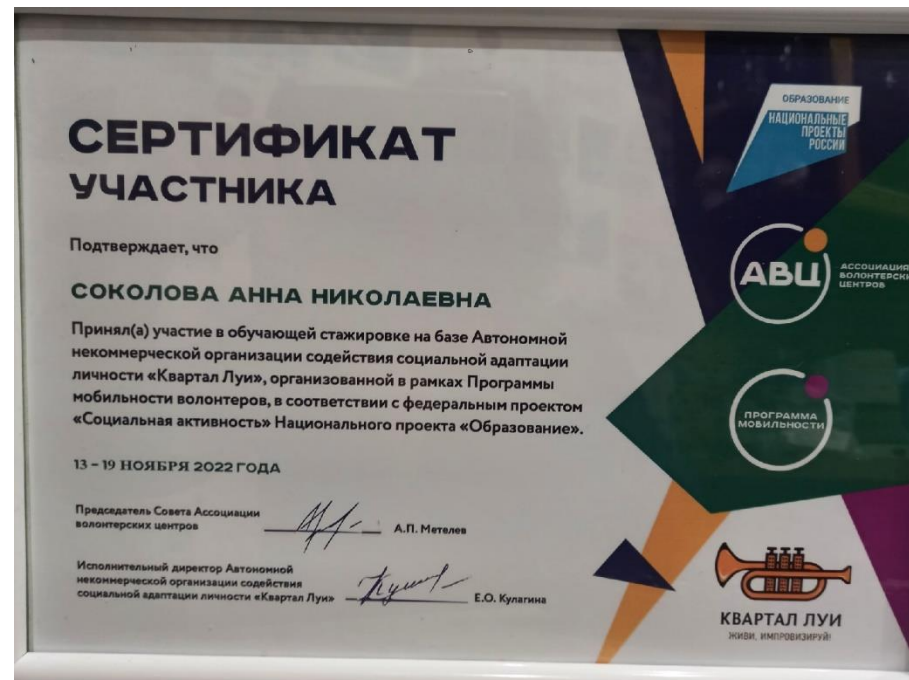 СЕРТИФИКАТ
УЧАСТНИКА
Подтверждает, что
СОКОЛОВА АННА НИКОЛАЕВНА
Принял(а) участие в обучающей стажировке на базе Автономной
некоммерческой организации содействия социальной адаптации
личности «Квартал Луи», организованной в рамках Программы
мобильности волонтеров, в соответствии с федеральным проектом
«Социальная активность» Национального проекта «Образование».
13 – 19 НОЯБРЯ 2022 ГОДА
Председатель Совета Ассоциации
волонтерских центров
А.П. Метелев
Исполнительный директор Автономной
некоммерческой организации содействия
социальной адаптации личности «Квартал Луи»
Е.О. Кулагина
ОБРАЗОВАНИЕ
НАЦИОНАЛЬНЫЕ
ПРОЕКТЫ
РОССИИ
АВЦ
АССОЦИАЦИЯ
ВОЛОНТЕРСКИ
ЦЕНТРОВ
ПРОГРАММА
МОБИЛЬНОСТИ
КВАРТАЛ ЛУИ
ЖИВИ, ИМПРОВИЗИРУЙ!